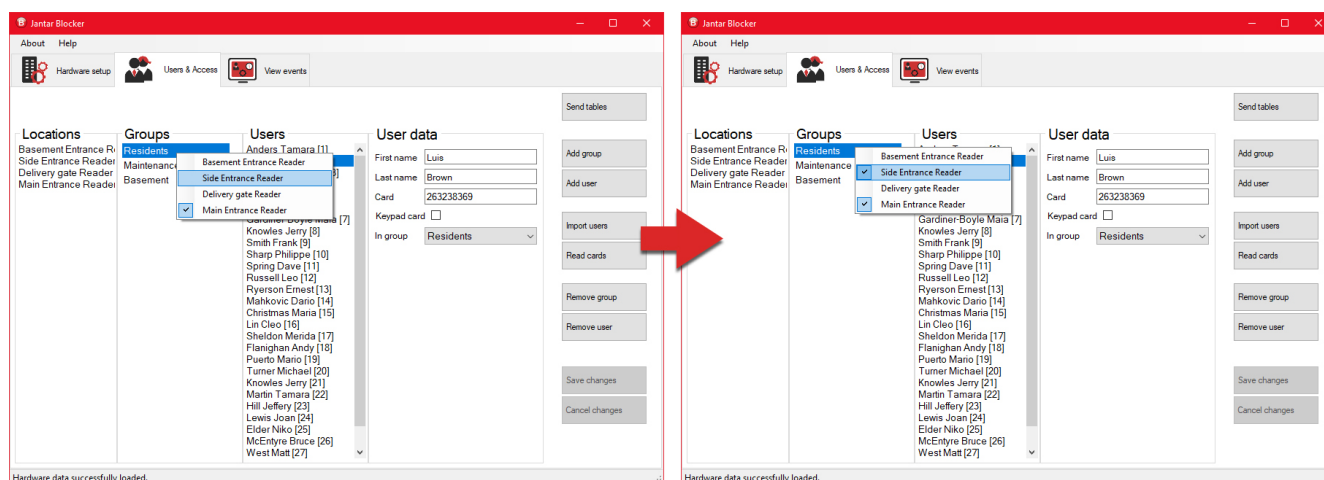 Jantar Blocker
About Help
Hardware setup Users & Access View events
Send tables
Locations
Basement Entrance R
Side Entrance Reader
Delivery gate Reader
Main Entrance Reader
Groups
Residents
Maintenance
Basement
Basement Entrance Reader
Side Entrance Reader
Delivery gate Reader
Main Entrance Reader
Users
Anders Tamara [1]
Gardiner-Boyle Maia [7]
Knowles Jerry [8]
Smith Frank [9]
Sharp Philippe [10]
Spring Dave [11]
Russell Leo [12]
Ryerson Ernest [13]
Mahkovic Dario [14]
Christmas Maria [15]
Lin Cleo [16]
Sheldon Merida [17]
Flanighan Andy [18]
Puerto Mario [19]
Turner Michael [20]
Knowles Jerry [21]
Martin Tamara [22]
Hill Jeffery [23]
Lewis Joan [24]
Elder Niko [25]
McEntyre Bruce [26]
West Matt [27]
User data
First name Luis
Last name Brown
Card 263238369
Keypad card
In group Residents
Add group
Add user
Import users
Read cards
Remove group
Remove user
Save changes
Cancel changes
Hardware data successfully loaded.
Jantar Blocker
About Help
Hardware setup Users & Access View events
Send tables
Locations
Basement Entrance R
Side Entrance Reader
Delivery gate Reader
Main Entrance Reader
Groups
Residents
Maintenance
Basement
Basement Entrance Reader
Side Entrance Reader
Delivery gate Reader
Main Entrance Reader
Users
Gardiner-Boyle Maia [7]
Knowles Jerry [8]
Smith Frank [9]
Sharp Philippe [10]
Spring Dave [11]
Russell Leo [12]
Ryerson Ernest [13]
Mahkovic Dario [14]
Christmas Maria [15]
Lin Cleo [16]
Sheldon Merida [17]
Flanighan Andy [18]
Puerto Mario [19]
Turner Michael [20]
Knowles Jerry [21]
Martin Tamara [22]
Hill Jeffery [23]
Lewis Joan [24]
Elder Niko [25]
McEntyre Bruce [26]
West Matt [27]
User data
First name Luis
Last name Brown
Card 263238369
Keypad card
In group Residents
Add group
Add user
Import users
Read cards
Remove group
Remove user
Save changes
Cancel changes
Hardware data successfully loaded.